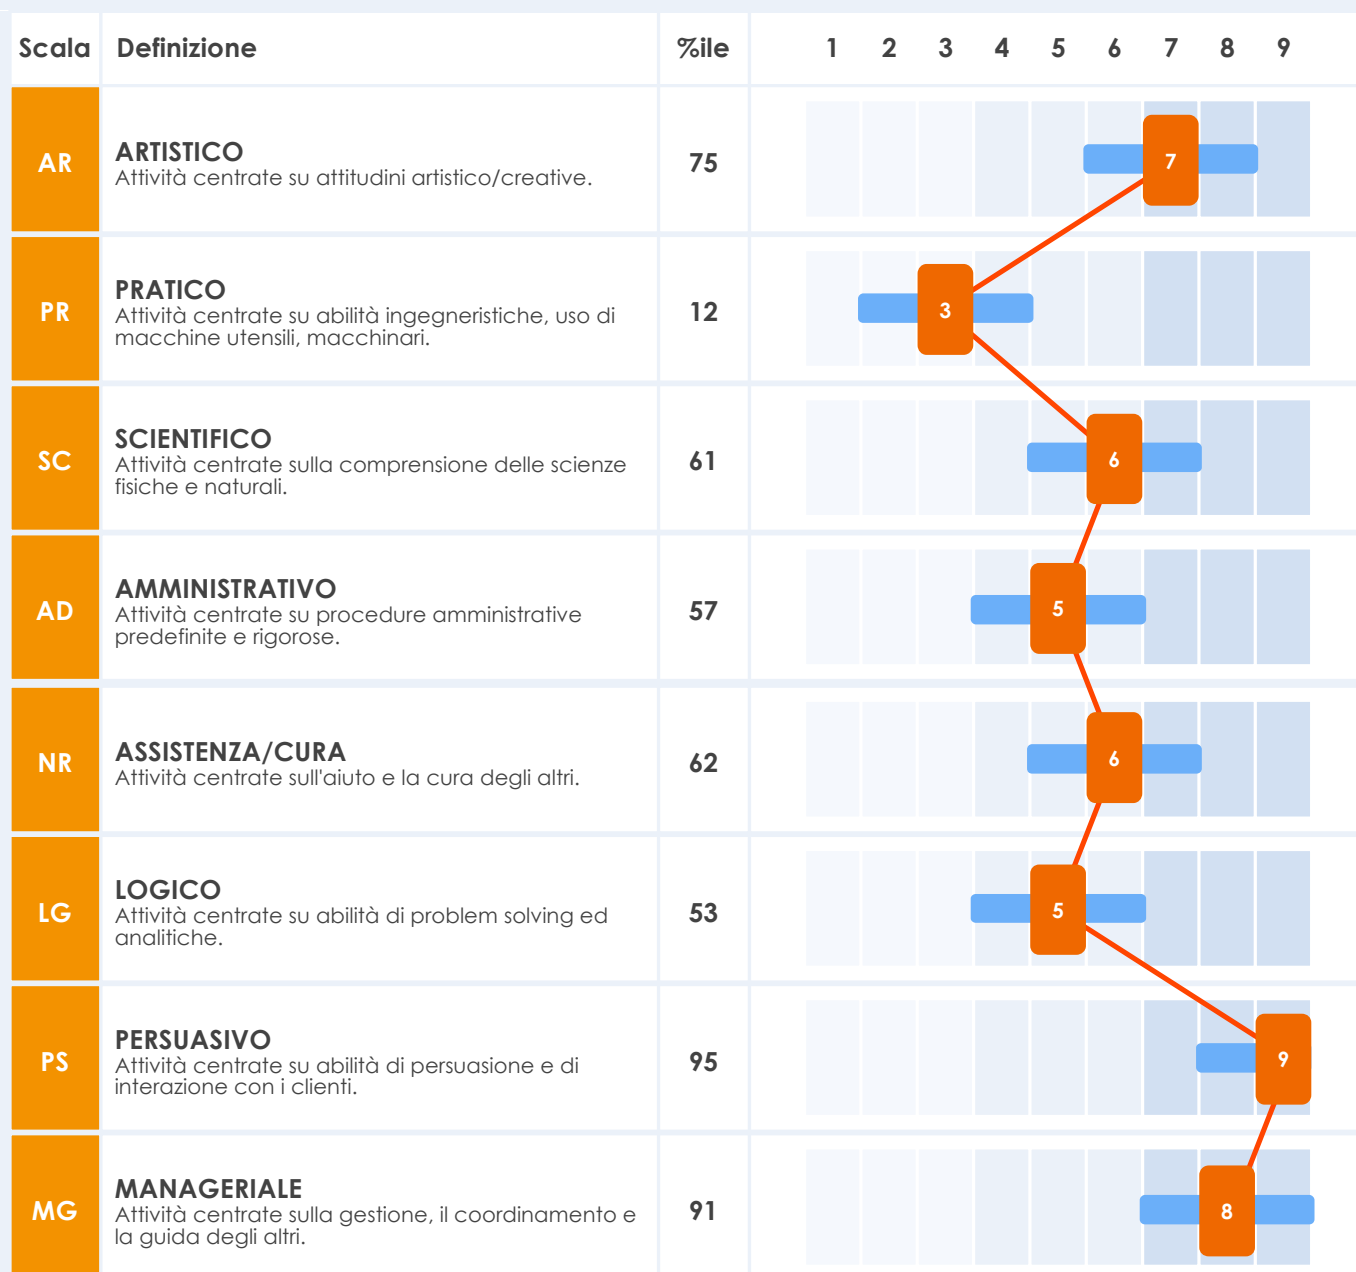 Scala Definizione %ile 1 2 3 4 5 6 7 8 9
AR ARTISTICO 75 7
Attività centrate su attitudini artistico/creative.
PR PRATICO 12 3
Attività centrate su abilità ingegneristiche, uso di
macchine utensili, macchinari.
SC SCIENTIFICO 61 6
Attività centrate sulla comprensione delle scienze
fisiche e naturali.
AD AMMINISTRATIVO 57 5
Attività centrate su procedure amministrative
predefinite e rigorose.
NR ASSISTENZA/CURA 62 6
Attività centrate sull'aiuto e la cura degli altri.
LG LOGICO 53 5
Attività centrate su abilità di problem solving ed
analitiche.
PS PERSUASIVO 95 9
Attività centrate su abilità di persuasione e di
interazione con i clienti.
MG MANAGERIALE 91 8
Attività centrate sulla gestione, il coordinamento e
la guida degli altri.